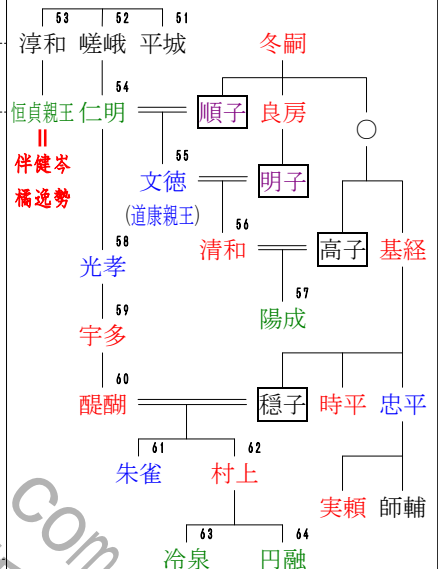 53 52 51
淳和 嵯峨 平城 冬嗣
54
恒貞親王 仁明 順子 良房 ○
||
伴健岑
橘逸勢
55
文徳 明子
(道康親王)
56
清和 高子 基経
58
光孝
57
陽成
59
宇多
60
醍醐 穏子 時平 忠平
61 62
朱雀 村上
実頼 師輔
63 64
冷泉 円融
com